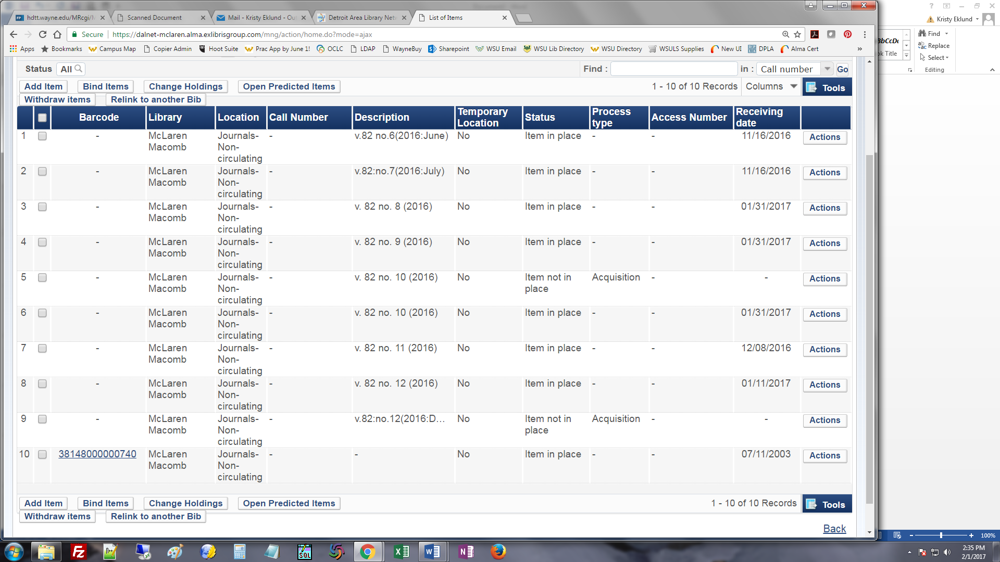 hdtt.wayne.edu/MRcgi/M
Scanned Document
Mail - Kristy Eklund - Out
Detroit Area Library Netw
List of Items
Kristy Eklund
Secure
https://dalnet-mclaren.alma.exlibrisgroup.com/mng/action/home.do?mode=ajax
Apps Bookmarks Campus Map Copier Admin Hoot Suite Prac App by June 1! OCLC LDAP WayneBuy Sharepoint WSU Email WSU Lib Directory WSU Directory WSULS Supplies New UI DPLA Alma Cert »
Find
Replace
Select
Editing
ok Title
Status All
Find : in : Call number Go
Add Item Bind Items Change Holdings Open Predicted Items
1 - 10 of 10 Records Columns Tools
Withdraw items Relink to another Bib
Barcode Library Location Call Number Description Temporary Location Status Process type Access Number Receiving date
1 - McLaren Macomb Journals-Non-circulating - v.82 no.6(2016:June) No Item in place - - 11/16/2016 Actions
2 - McLaren Macomb Journals-Non-circulating - v.82:no.7(2016:July) No Item in place - - 11/16/2016 Actions
3 - McLaren Macomb Journals-Non-circulating - v. 82 no. 8 (2016) No Item in place - - 01/31/2017 Actions
4 - McLaren Macomb Journals-Non-circulating - v. 82 no. 9 (2016) No Item in place - - 01/31/2017 Actions
5 - McLaren Macomb Journals-Non-circulating - v. 82 no. 10 (2016) No Item not in place Acquisition - - Actions
6 - McLaren Macomb Journals-Non-circulating - v. 82 no. 10 (2016) No Item in place - - 01/31/2017 Actions
7 - McLaren Macomb Journals-Non-circulating - v. 82 no. 11 (2016) No Item in place - - 12/08/2016 Actions
8 - McLaren Macomb Journals-Non-circulating - v. 82 no. 12 (2016) No Item in place - - 01/11/2017 Actions
9 - McLaren Macomb Journals-Non-circulating - v.82:no.12(2016:D... No Item not in place Acquisition - - Actions
10 38148000000740 McLaren Macomb Journals-Non-circulating - - No Item in place - - 07/11/2003 Actions
Add Item Bind Items Change Holdings Open Predicted Items
1 - 10 of 10 Records Tools
Withdraw items Relink to another Bib
Back
100%
2:35 PM
2/1/2017